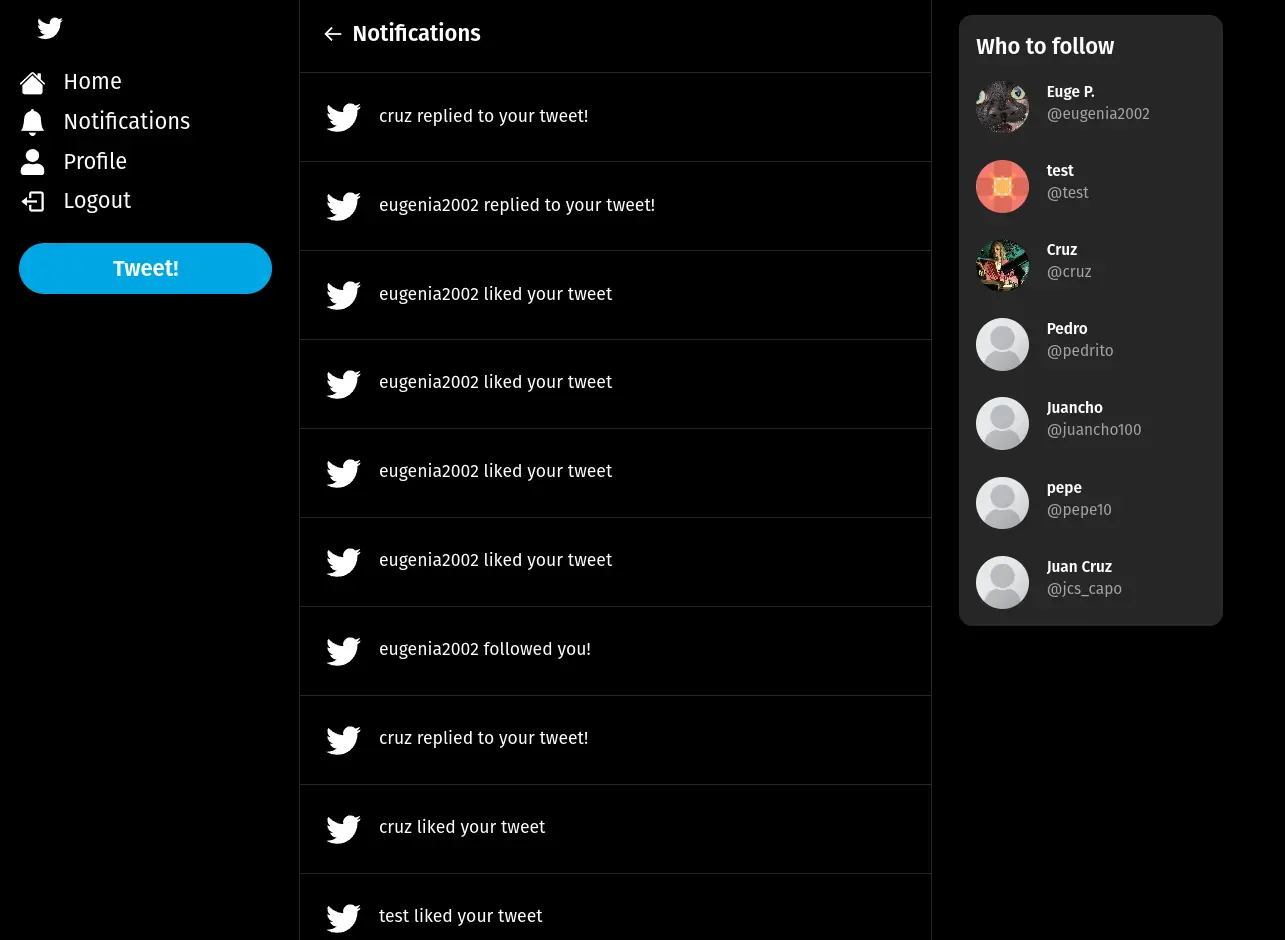 Home
Notifications
Profile
Logout
Tweet!
Notifications
cruz replied to your tweet!
eugenia2002 replied to your tweet!
eugenia2002 liked your tweet
eugenia2002 liked your tweet
eugenia2002 liked your tweet
eugenia2002 liked your tweet
eugenia2002 followed you!
cruz replied to your tweet!
cruz liked your tweet
test liked your tweet
Who to follow
Euge P.
@eugenia2002
test
@test
Cruz
@cruz
Pedro
@pedrito
Juancho
@juancho100
pepe
@pepe10
Juan Cruz
@jcs_capo